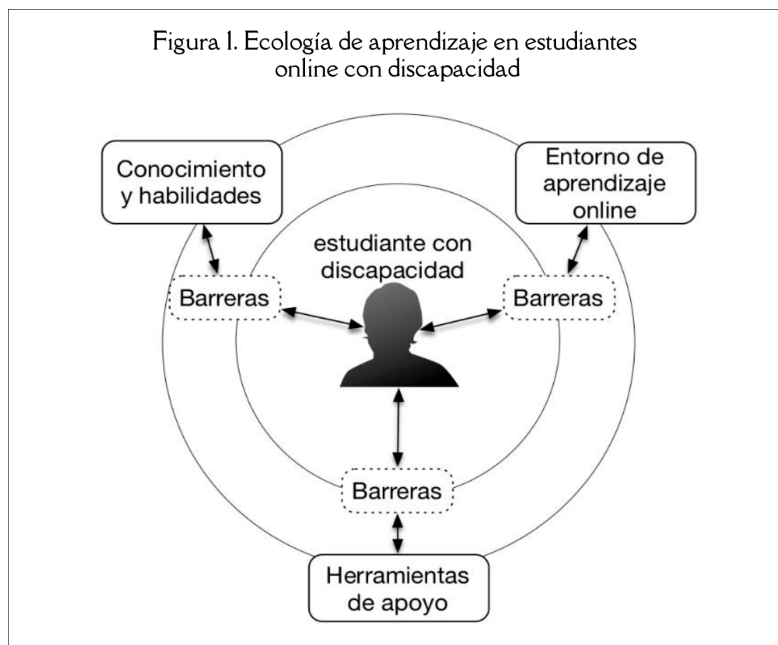 Figura 1. Ecología de aprendizaje en estudiantes
online con discapacidad
Conocimiento
y habilidades
Entorno de
aprendizaje
online
estudiante con
discapacidad
Barreras
Barreras
Barreras
Herramientas
de apoyo